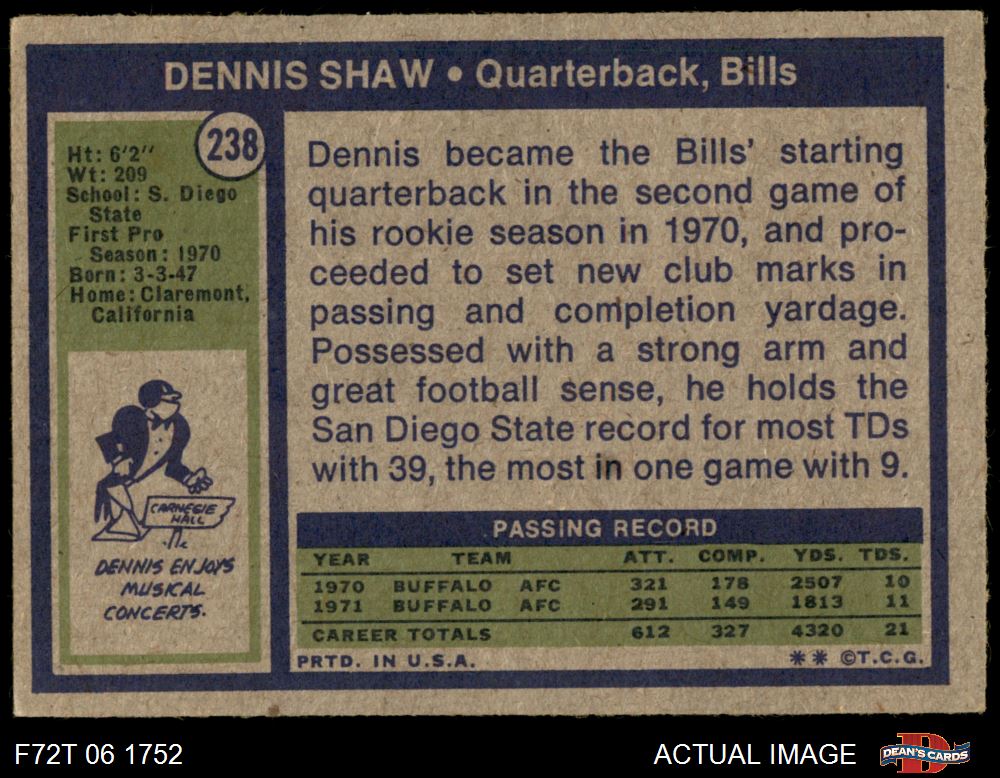 DENNIS SHAW • Quarterback, Bills
238
Ht: 6'2"
Wt: 209
School: S. Diego
State
First Pro
Season: 1970
Born: 3-3-47
Home: Claremont,
California
CARNEGIE
HALL
DENNIS ENJOYS
MUSICAL
CONCERTS.
Dennis became the Bills' starting
quarterback in the second game of
his rookie season in 1970, and pro-
ceeded to set new club marks in
passing and completion yardage.
Possessed with a strong arm and
great football sense, he holds the
San Diego State record for most TDs
with 39, the most in one game with 9.
PASSING RECORD
YEAR TEAM ATT. COMP. YDS. TDS.
1970 BUFFALO AFC 321 178 2507 10
1971 BUFFALO AFC 291 149 1813 11
CAREER TOTALS 612 327 4320 21
PRTD. IN U.S.A. ** ©T.C.G.
F72T 06 1752 ACTUAL IMAGE D DEAN'S CARDS